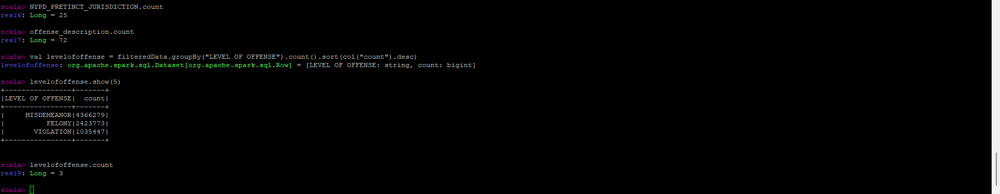 scala> NYPD_PRETINCT_JURISDICTION.count
res16: Long = 25
scala> offense_description.count
res17: Long = 72
scala> val levelofoffense = filteredData.groupBy("LEVEL OF OFFENSE").count().sort(col("count").desc)
levelofoffense: org.apache.spark.sql.Dataset[org.apache.spark.sql.Row] = [LEVEL OF OFFENSE: string, count: bigint]
scala> levelofoffense.show(5)
+----------------+-------+
|LEVEL OF OFFENSE|  count|
+----------------+-------+
|     MISDEMEANOR|4366279|
|          FELONY|2423773|
|       VIOLATION|1035447|
+----------------+-------+
scala> levelofoffense.count
res19: Long = 3
scala>